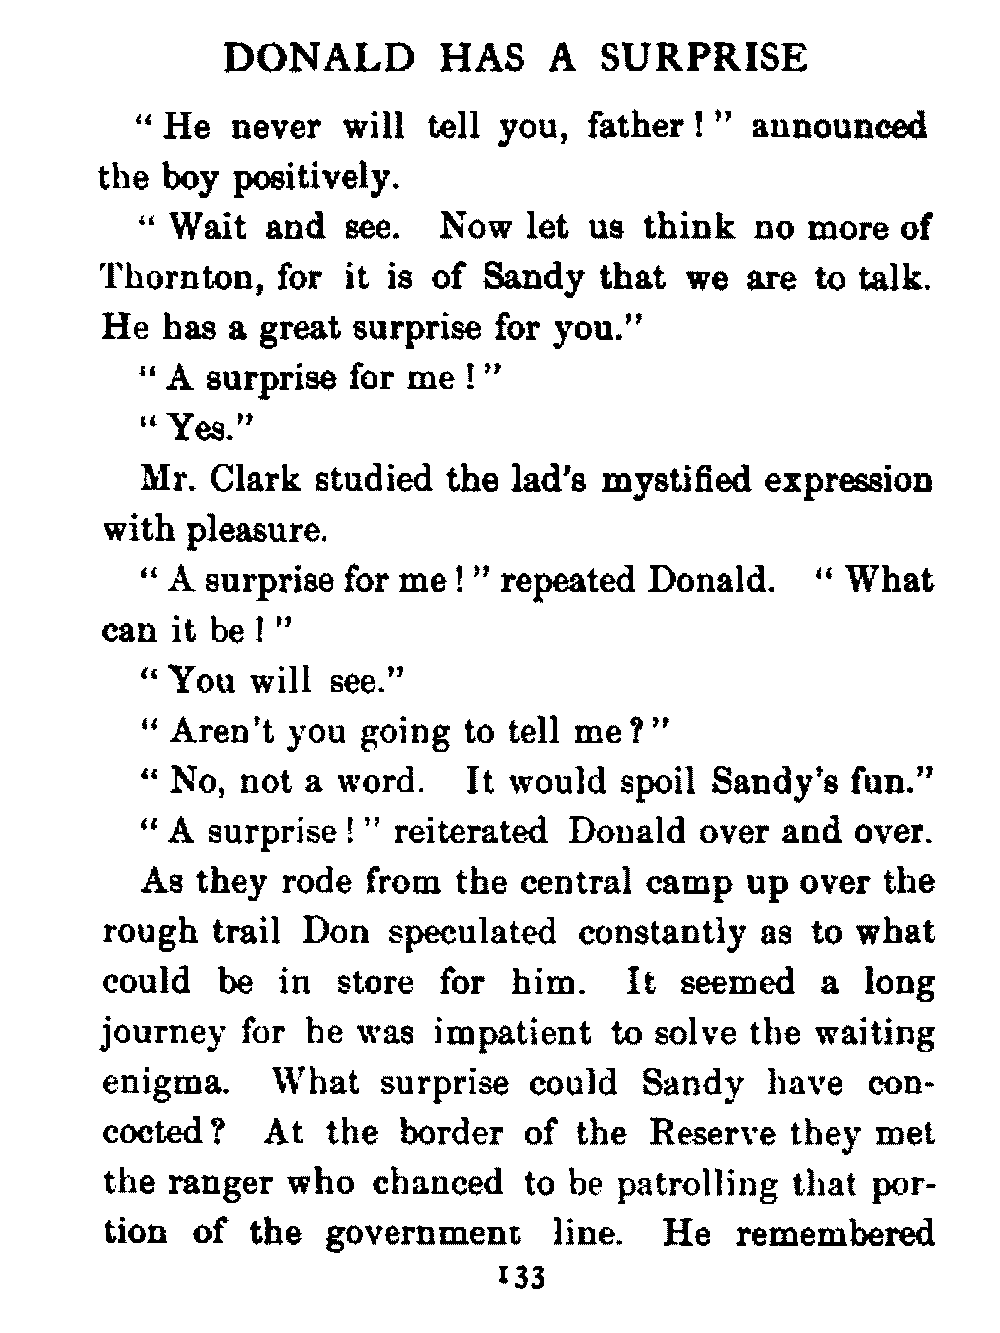 DONALD HAS A SURPRISE
“ He never will tell you, father ! ” announced
the boy positively.
“ Wait and see. Now let us think no more of
Thornton, for it is of Sandy that we are to talk.
He has a great surprise for you.”
“ A surprise for me ! ”
“ Yes.”
Mr. Clark studied the lad's mystified expression
with pleasure.
“ A surprise for me ! ” repeated Donald. “ What
can it be ! ”
“ You will see.”
“ Aren't you going to tell me ? ”
“ No, not a word. It would spoil Sandy's fun.”
“ A surprise ! ” reiterated Donald over and over.
As they rode from the central camp up over the
rough trail Don speculated constantly as to what
could be in store for him. It seemed a long
journey for he was impatient to solve the waiting
enigma. What surprise could Sandy have con-
cocted ? At the border of the Reserve they met
the ranger who chanced to be patrolling that por-
tion of the government line. He remembered
133